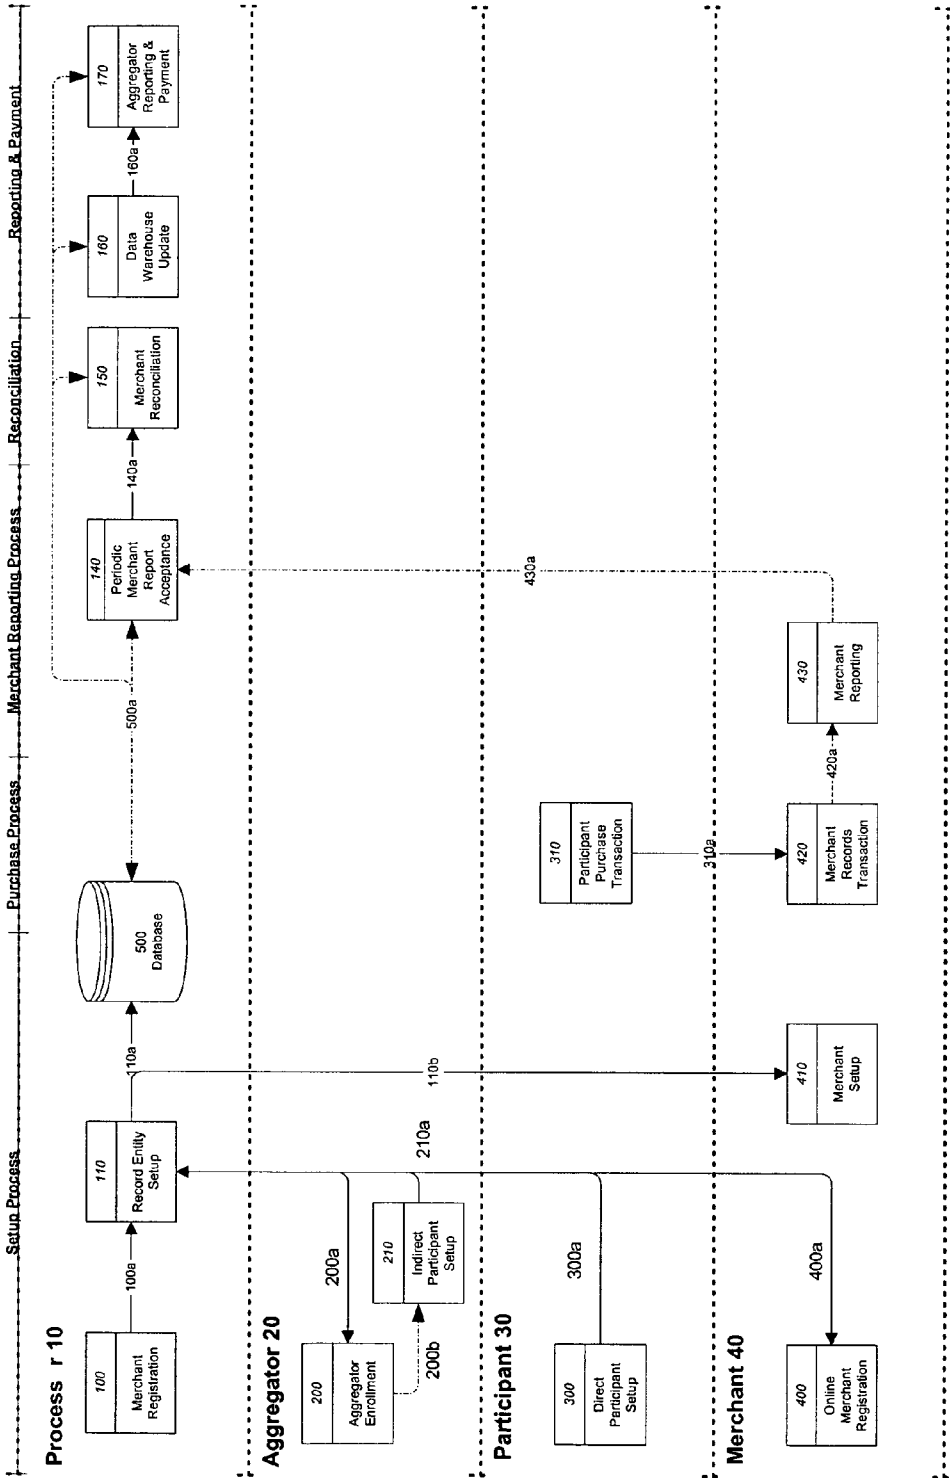 Setup Process
Purchase Process
Merchant Reporting Process
Reconciliation
Reporting & Payment
Process r 10
100
Merchant
Registration
100a
110
Record Entity
Setup
110a
110b
500
Database
500a
140
Periodic
Merchant
Report
Acceptance
140a
150
Merchant
Reconciliation
160
Data
Warehouse
Update
160a
170
Aggregator
Reporting &
Payment
Aggregator 20
200
Aggregator
Enrollment
200a
200b
210
Indirect
Participant
Setup
210a
Participant 30
300
Direct
Participant
Setup
300a
310
Participant
Purchase
Transaction
310a
430a
Merchant 40
400
Online
Merchant
Registration
400a
410
Merchant
Setup
420
Merchant
Records
Transaction
420a
430
Merchant
Reporting